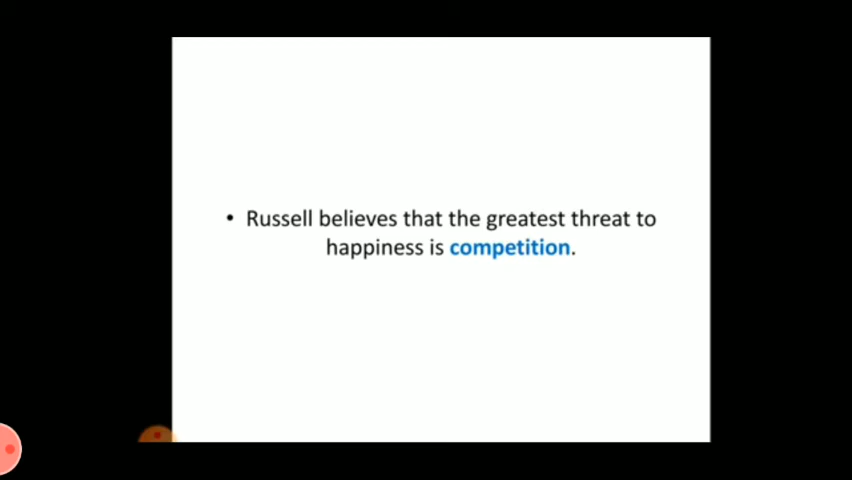 • Russell believes that the greatest threat to
happiness is competition.